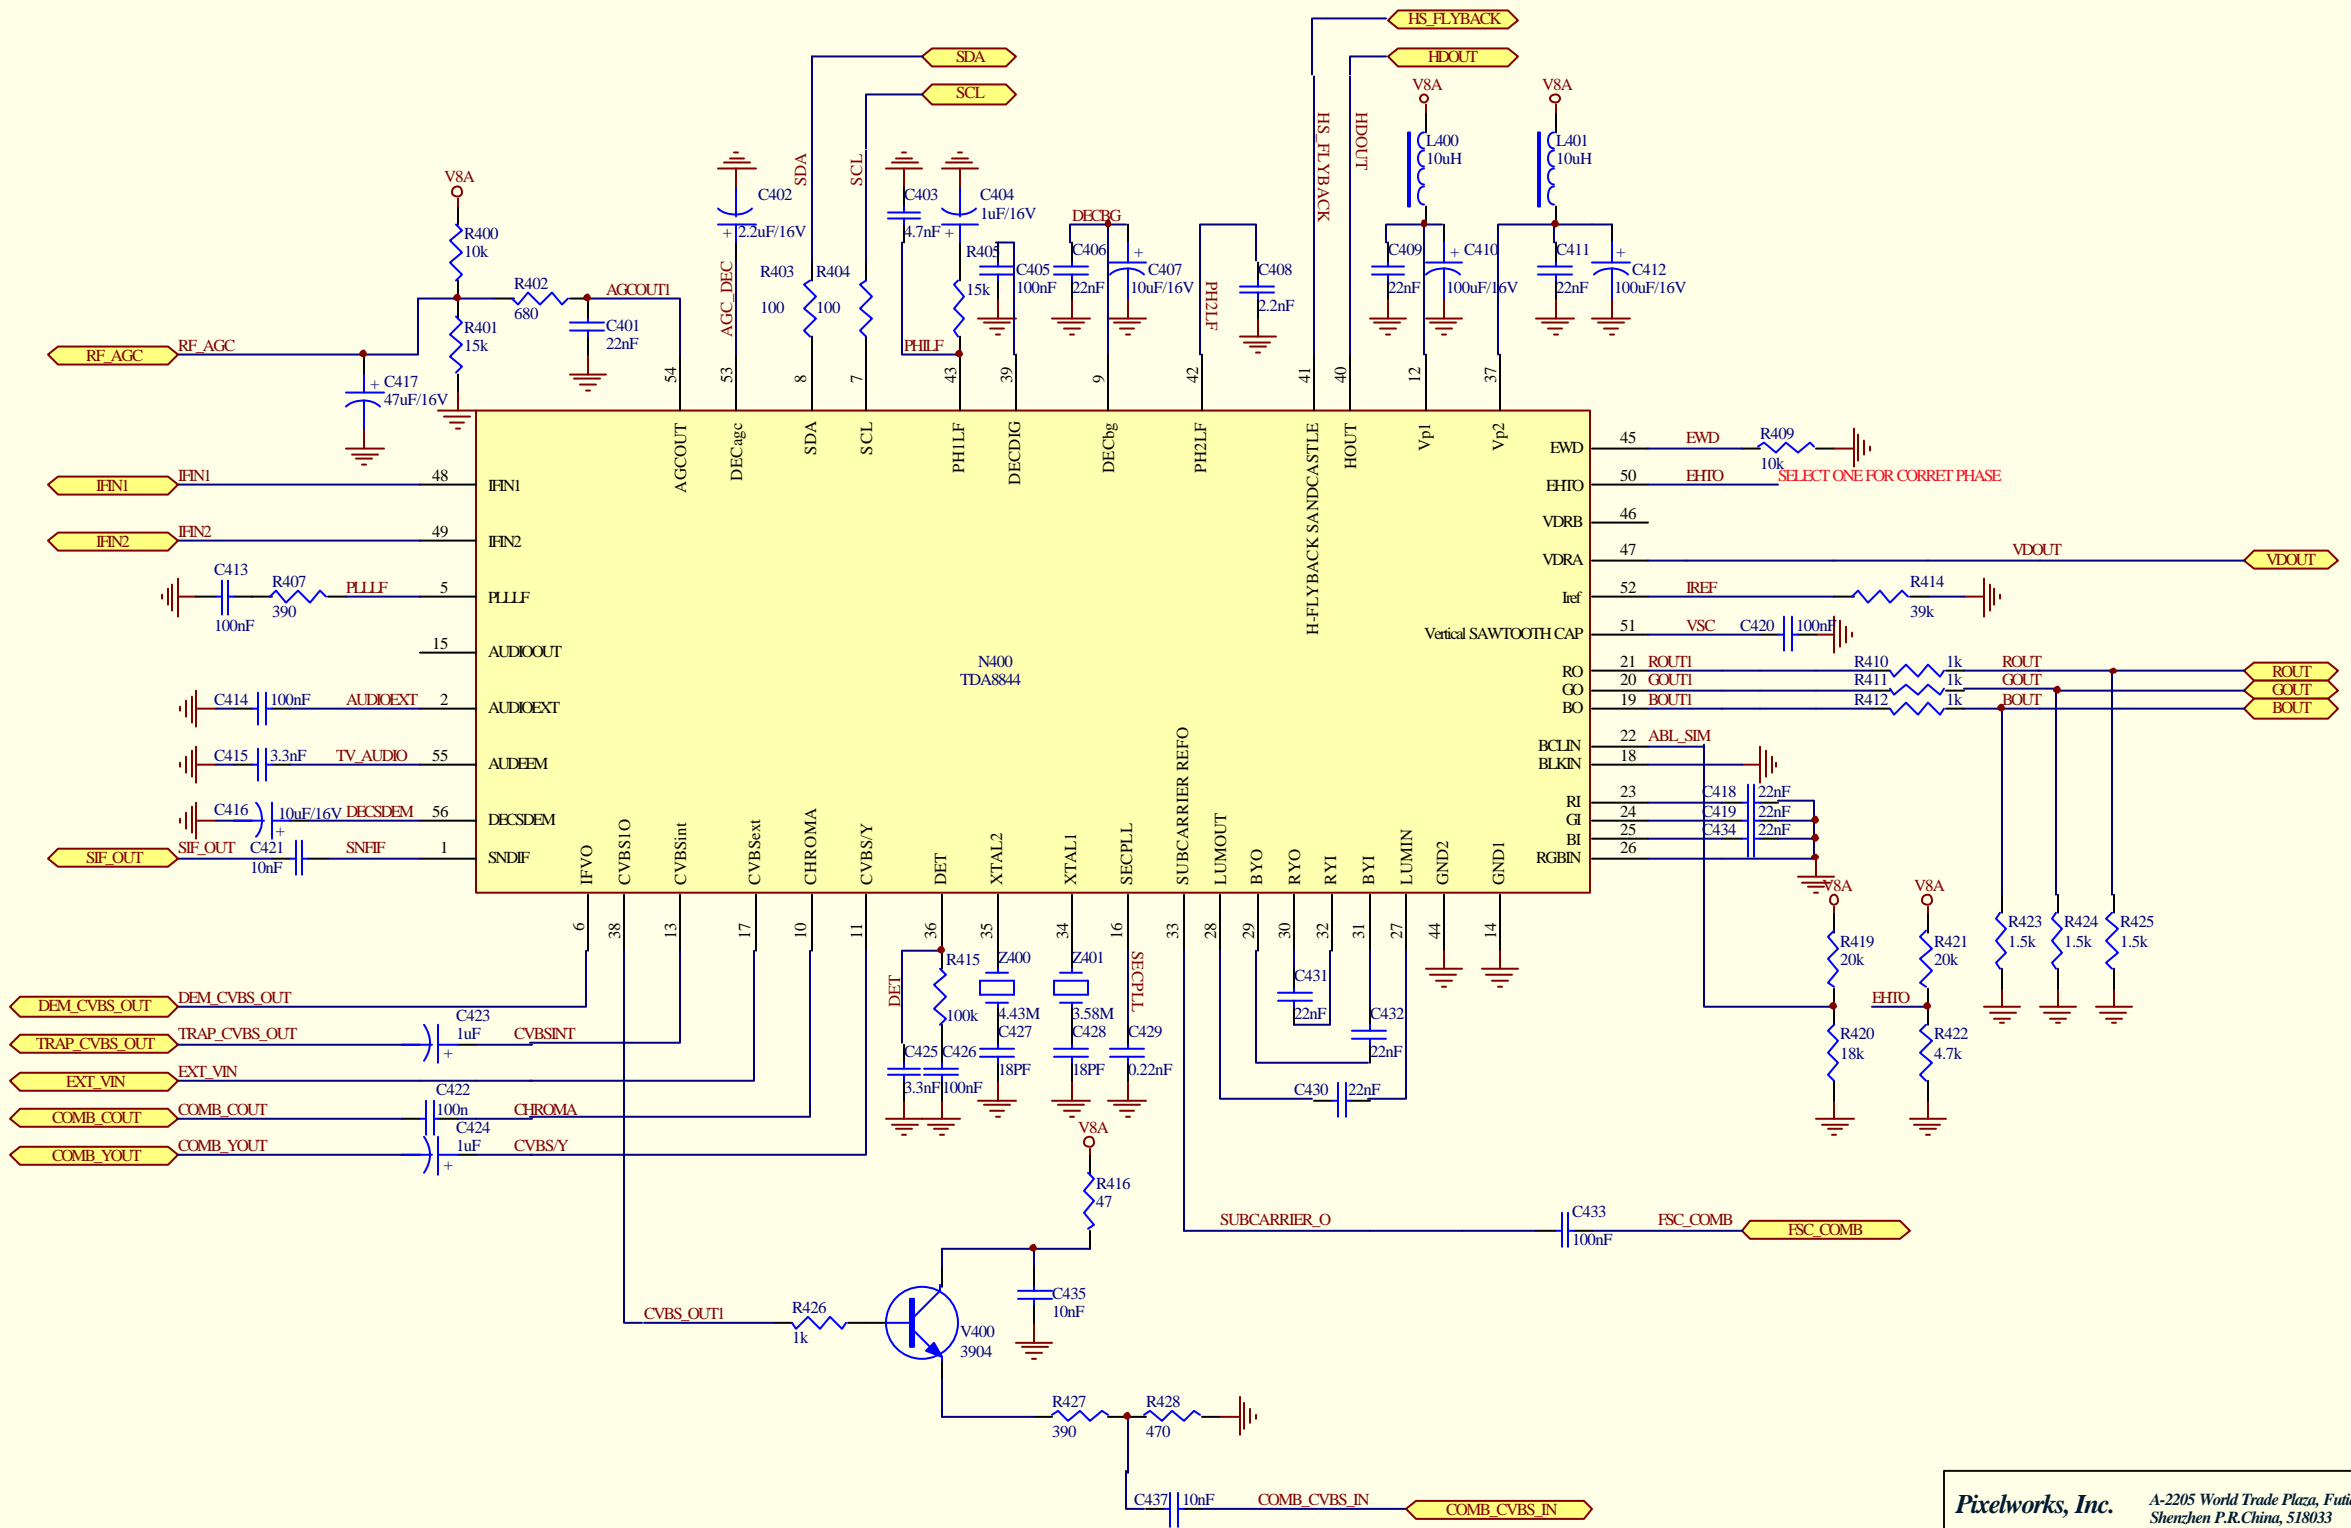 HS_FLYBACK
HDOUT
SDA
SCL
V8A
V8A
V8A
HS_FLYBACK
HDOUT
SDA
SCL
L400
10uH
L401
10uH
R400
10k
R402
680
AGCOUT1
C401
22nF
R401
15k
RF_AGC
RF_AGC
+
C417
47uF/16V
C402
+ 2.2uF/16V
AGC_DEC
R403
100
R404
100
C403
4.7nF
C404
1uF/16V
+
R405
15k
PHILF
C405
100nF
DECBG
C406
22nF
+
C407
10uF/16V
PH2LF
C408
2.2nF
C409
22nF
+
C410
100uF/16V
C411
22nF
+
C412
100uF/16V
54
53
8
7
43
39
9
42
41
40
12
37
AGCOUT
DECagc
SDA
SCL
PH1LF
DECDIG
DECbg
PH2LF
H-FLYBACK SANDCASTLE
HOUT
Vp1
Vp2
IFIN1
IFIN1
48
IFIN1
IFIN2
IFIN2
49
IFIN2
C413
100nF
R407
390
PLLLF
5
PLLLF
15
AUDIOOUT
C414
100nF
AUDIOEXT
2
AUDIOEXT
C415
3.3nF
TV_AUDIO
55
AUDEEM
C416
10uF/16V
+
DECSDEM
56
DECSDEM
SIF_OUT
SIF_OUT
C421
10nF
SNFIF
1
SNDIF
N400
TDA8844
EWD
45
EWD
R409
10k
EHTO
50
EHTO
SELECT ONE FOR CORRET PHASE
VDRB
46
VDRA
47
VDOUT
VDOUT
Iref
52
IREF
R414
39k
Vertical SAWTOOTH CAP
51
VSC
C420
100nF
RO
21
ROUT1
R410
1k
ROUT
ROUT
GO
20
GOUT1
R411
1k
GOUT
GOUT
BO
19
BOUT1
R412
1k
BOUT
BOUT
BCLIN
22
ABL_SIM
BLKIN
18
RI
23
C418
22nF
GI
24
C419
22nF
BI
25
C434
22nF
RGBIN
26
IFVO
CVBS1O
CVBSint
CVBSext
CHROMA
CVBS/Y
DET
XTAL2
XTAL1
SECPLL
SUBCARRIER REFO
LUMOUT
BYO
RYO
RYI
BYI
LUMIN
GND2
GND1
6
38
13
17
10
11
36
35
34
16
33
28
29
30
32
31
27
44
14
V8A
V8A
R419
20k
R421
20k
EHTO
R420
18k
R422
4.7k
R423
1.5k
R424
1.5k
R425
1.5k
DET
R415
100k
Z400
4.43M
Z401
3.58M
SECPLL
C425
3.3nF
C426
100nF
C427
18PF
C428
18PF
C429
0.22nF
C431
22nF
C432
22nF
C430
22nF
DEM_CVBS_OUT
DEM_CVBS_OUT
TRAP_CVBS_OUT
TRAP_CVBS_OUT
C423
1uF
+
CVBSINT
EXT_VIN
EXT_VIN
COMB_COUT
COMB_COUT
C422
100n
CHROMA
COMB_YOUT
COMB_YOUT
C424
1uF
+
CVBS/Y
V8A
R416
47
SUBCARRIER_O
C433
100nF
FSC_COMB
FSC_COMB
C435
10nF
CVBS_OUT1
R426
1k
V400
3904
R427
390
R428
470
C437
10nF
COMB_CVBS_IN
COMB_CVBS_IN
Pixelworks, Inc.
A-2205 World Trade Plaza,
Shenzhen P.R.China, 518033